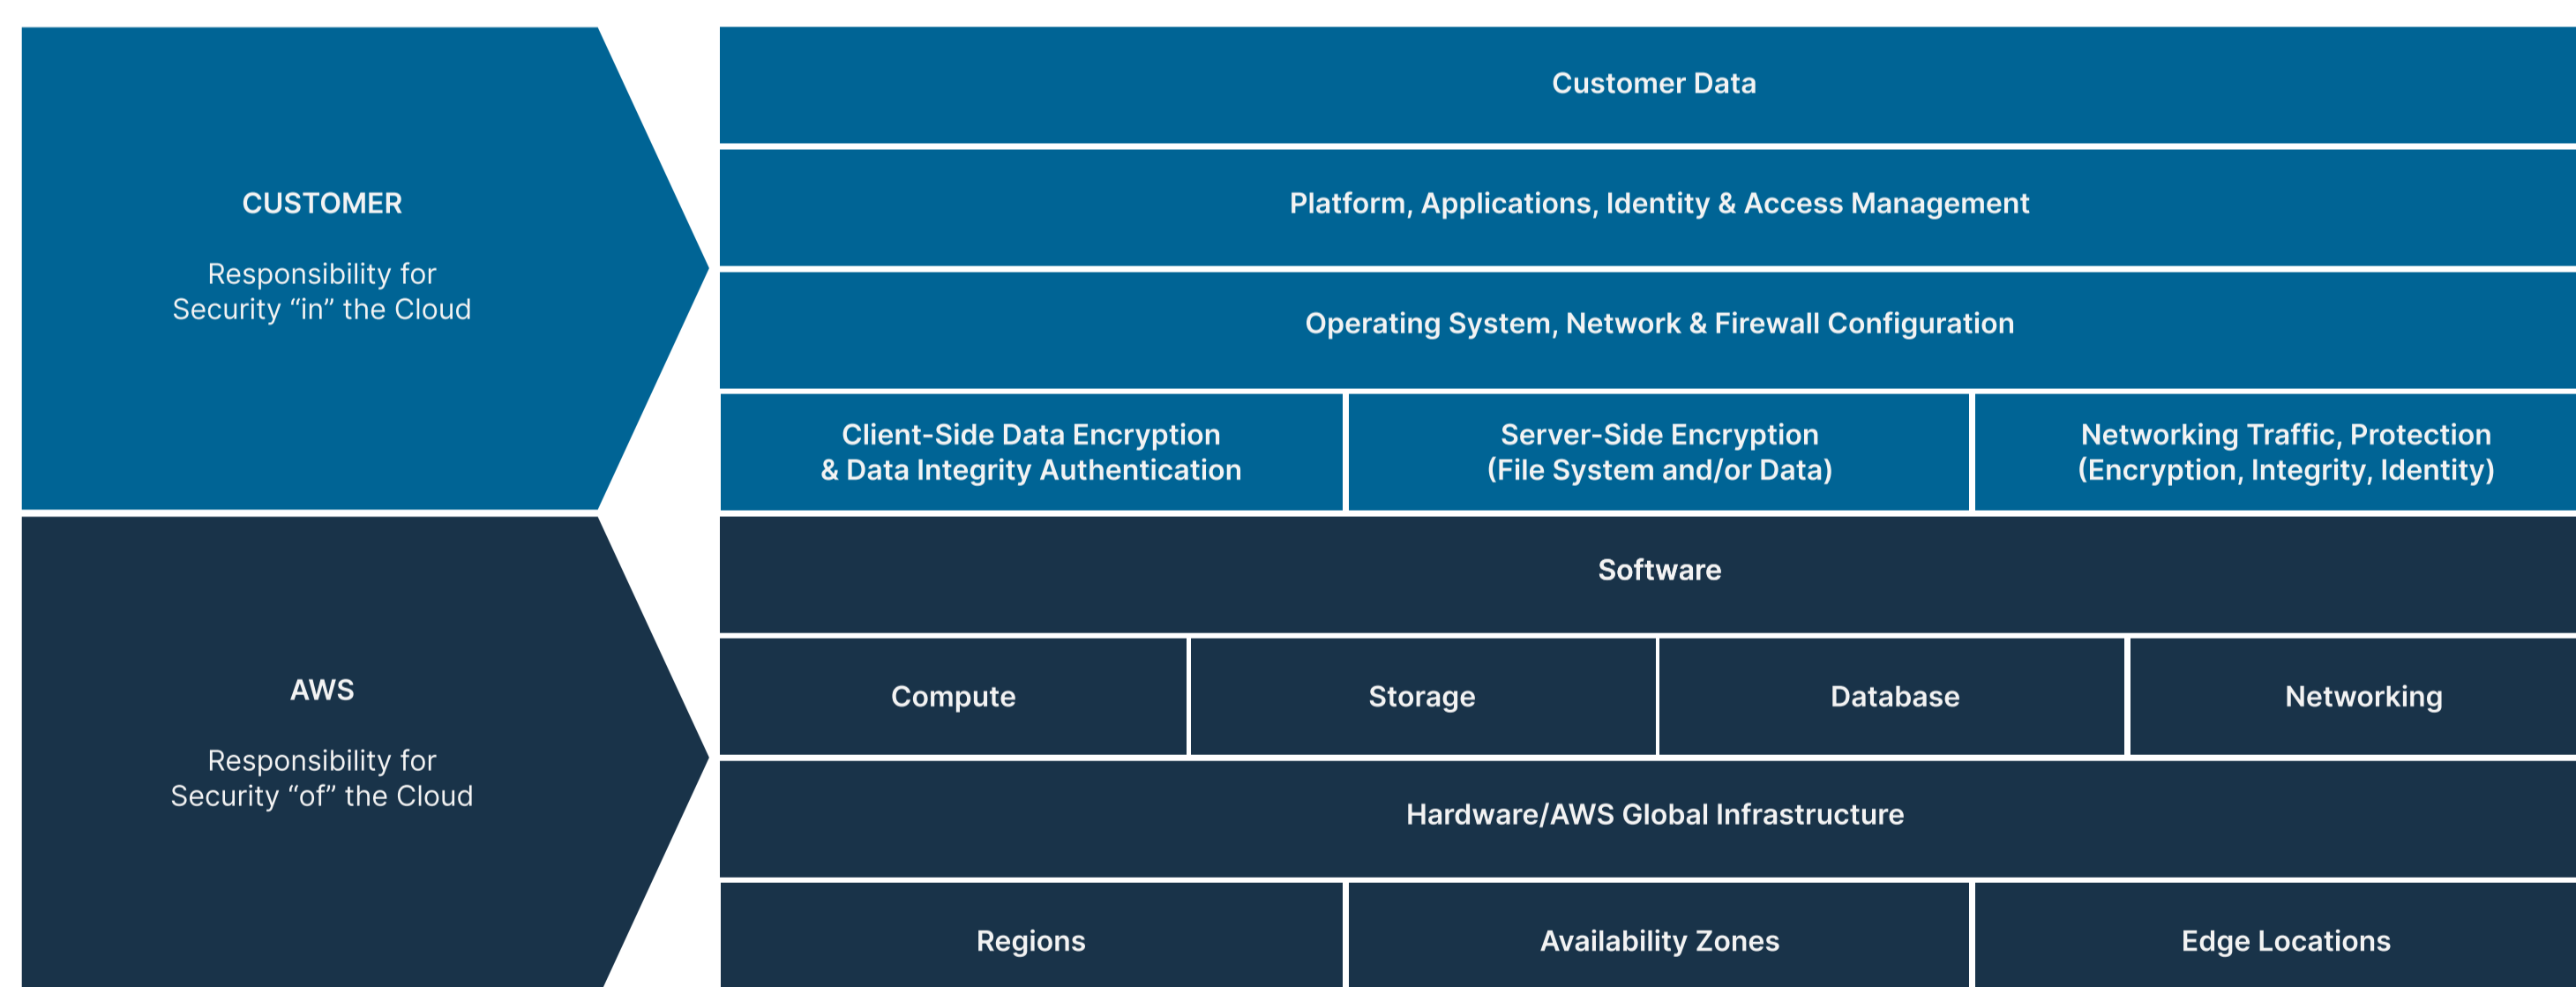 CUSTOMER
Responsibility for
Security “in” the Cloud
Customer Data
Platform, Applications, Identity & Access Management
Operating System, Network & Firewall Configuration
Client-Side Data Encryption
& Data Integrity Authentication
Server-Side Encryption
(File System and/or Data)
Networking Traffic, Protection
(Encryption, Integrity, Identity)
AWS
Responsibility for
Security “of” the Cloud
Software
Compute
Storage
Database
Networking
Hardware/AWS Global Infrastructure
Regions
Availability Zones
Edge Locations